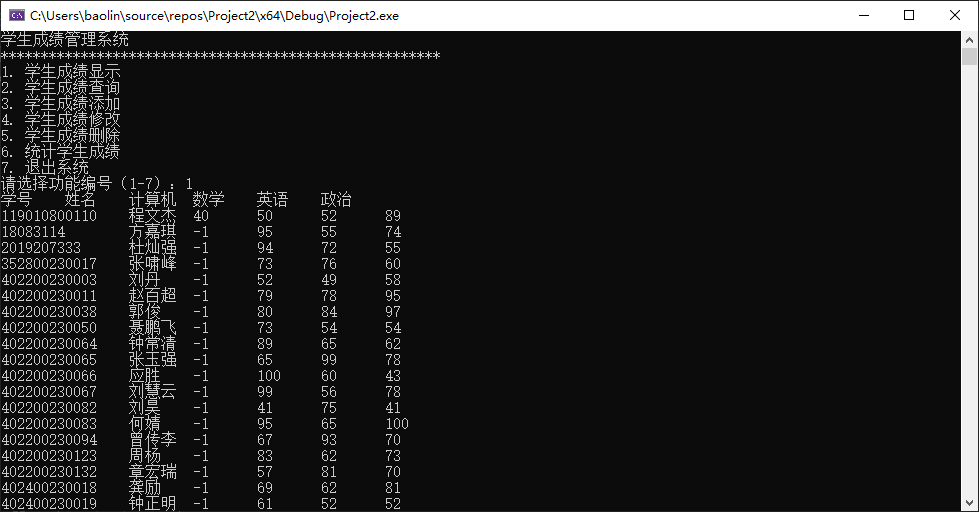 C:\Users\baolin\source\repos\Project2\x64\Debug\Project2.exe
学生成绩管理系统
*******************************************************
1. 学生成绩显示
2. 学生成绩查询
3. 学生成绩添加
4. 学生成绩修改
5. 学生成绩删除
6. 统计学生成绩
7. 退出系统
请选择功能编号（1-7）：1
学号 姓名 计算机 数学 英语 政治
119010800110 程文杰 40 50 52 89
18083114 方嘉琪 -1 95 55 74
2019207333 杜灿强 -1 94 72 55
352800230017 张啸峰 -1 73 76 60
402200230003 刘丹 -1 52 49 58
402200230011 赵百超 -1 79 78 95
402200230038 郭俊 -1 80 84 97
402200230050 聂鹏飞 -1 73 54 54
402200230064 钟常清 -1 89 65 62
402200230065 张玉强 -1 65 99 78
402200230066 应胜 -1 100 60 43
402200230067 刘慧云 -1 99 56 78
402200230082 刘昊 -1 41 75 41
402200230083 何婧 -1 95 65 100
402200230094 曾传李 -1 67 93 70
402200230123 周杨 -1 83 62 73
402200230132 章宏瑞 -1 57 81 70
402400230018 龚励 -1 69 62 81
402400230019 钟正明 -1 61 52 52